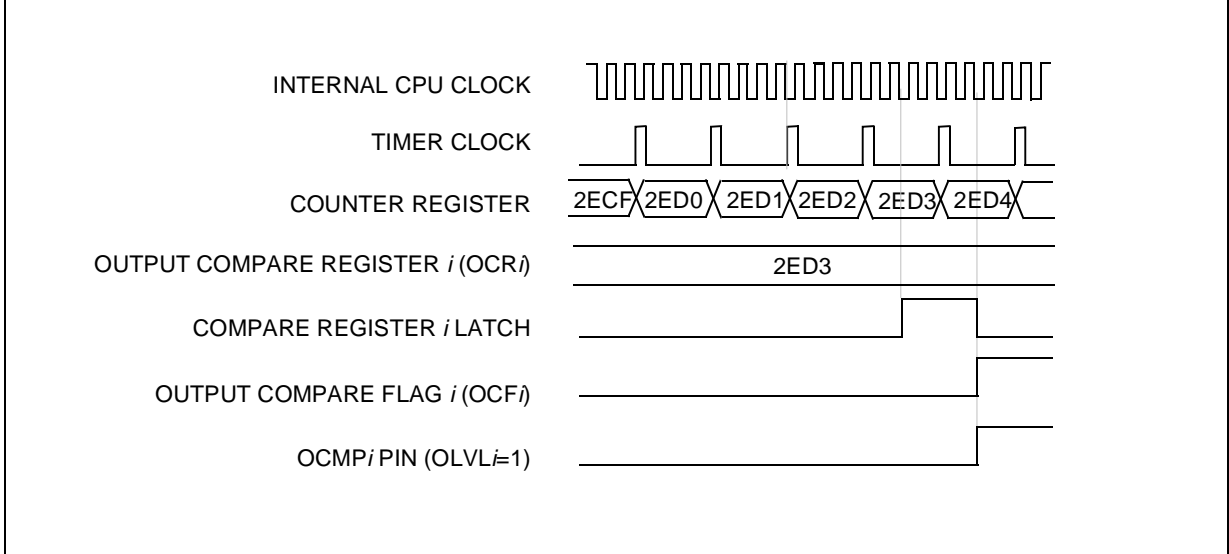 INTERNAL CPU CLOCK
TIMER CLOCK
COUNTER REGISTER 2ECF 2ED0 2ED1 2ED2 2ED3 2ED4
OUTPUT COMPARE REGISTER i (OCRi) 2ED3
COMPARE REGISTER i LATCH
OUTPUT COMPARE FLAG i (OCFi)
OCMPi PIN (OLVLi=1)